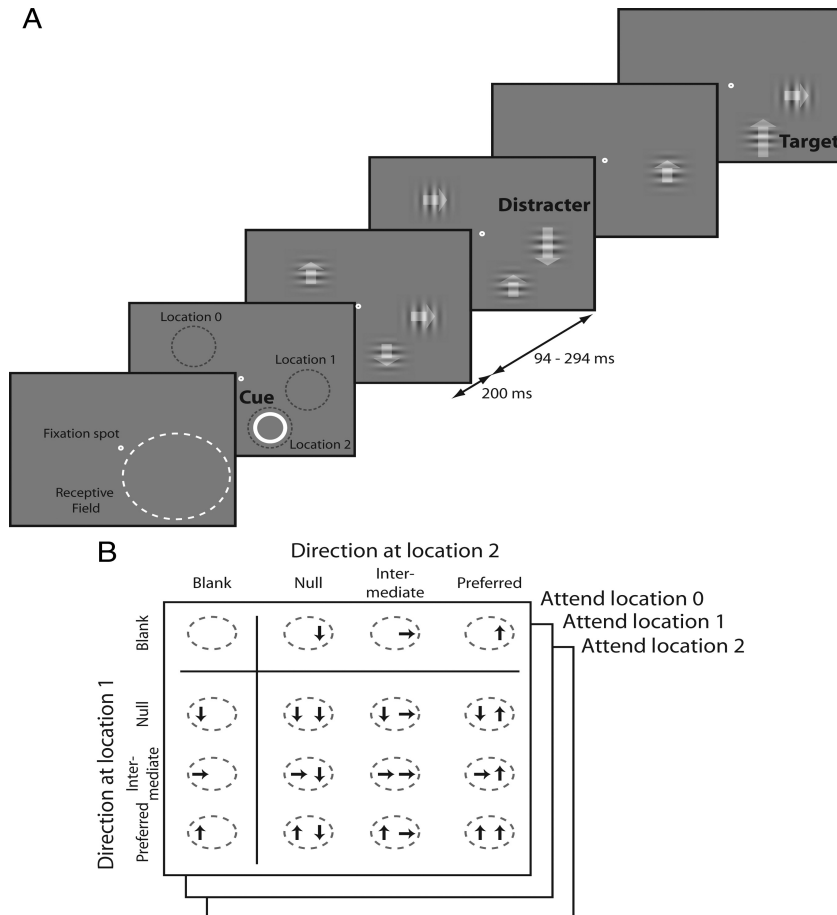 A
Target
Distracter
94 - 294 ms
200 ms
Location 0
Location 1
Cue
Location 2
Fixation spot
Receptive
Field
B
Direction at location 2
Blank
Null
Inter-
mediate
Preferred
Attend location 0
Attend location 1
Attend location 2
Direction at location 1
Blank
Null
Inter-
mediate
Preferred